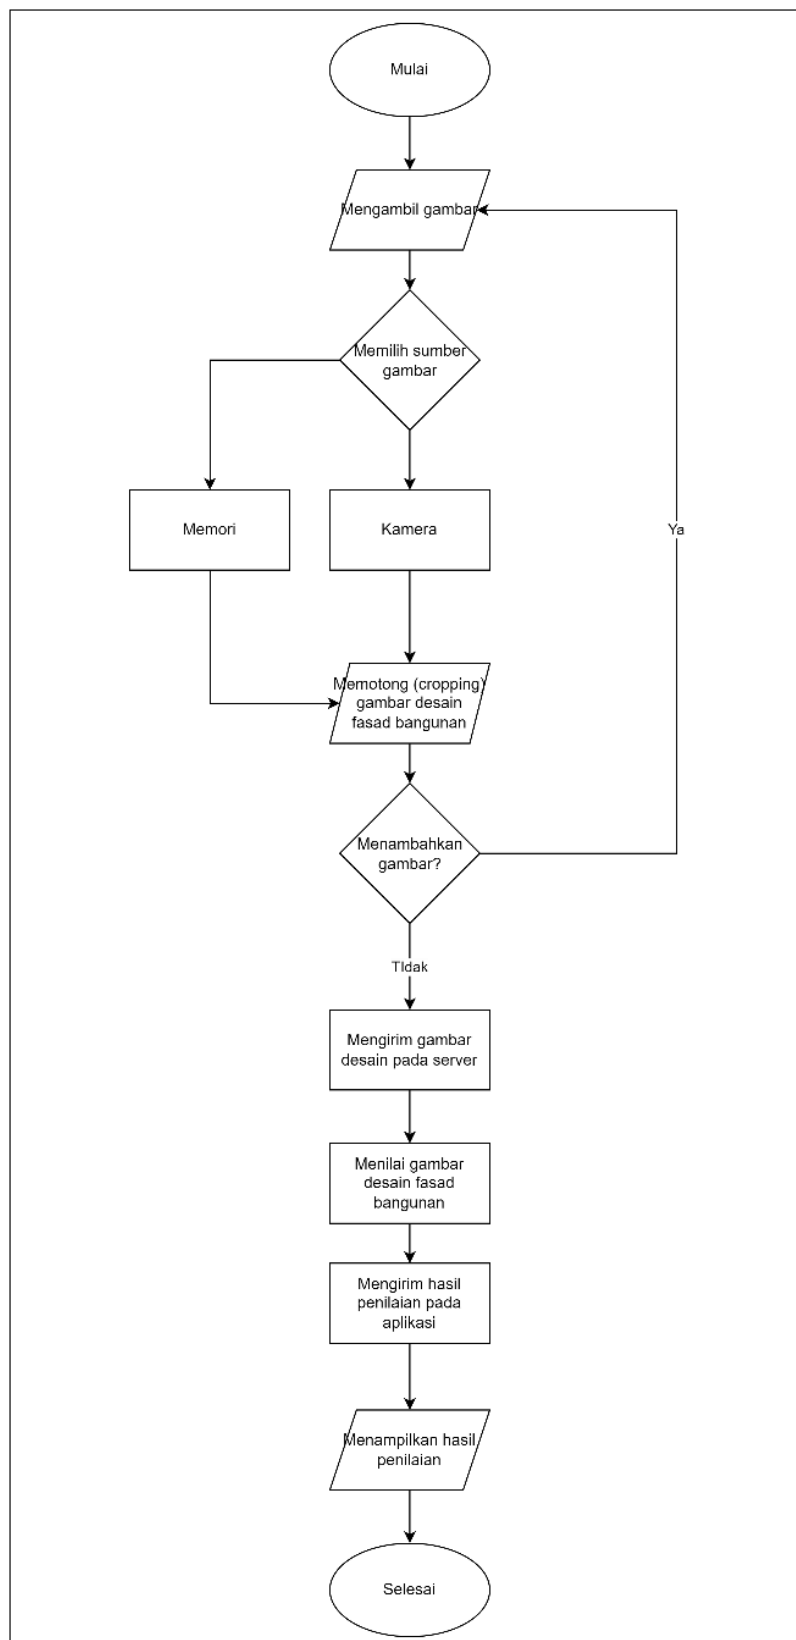 Mulai
Mengambil gambar
Memilih sumber
gambar
Memori
Kamera
Ya
Memotong (cropping)
gambar desain
fasad bangunan
Menambahkan
gambar?
TIdak
Mengirim gambar
desain pada server
Menilai gambar
desain fasad
bangunan
Mengirim hasil
penilaian pada
aplikasi
Menampilkan hasil
penilaian
Selesai